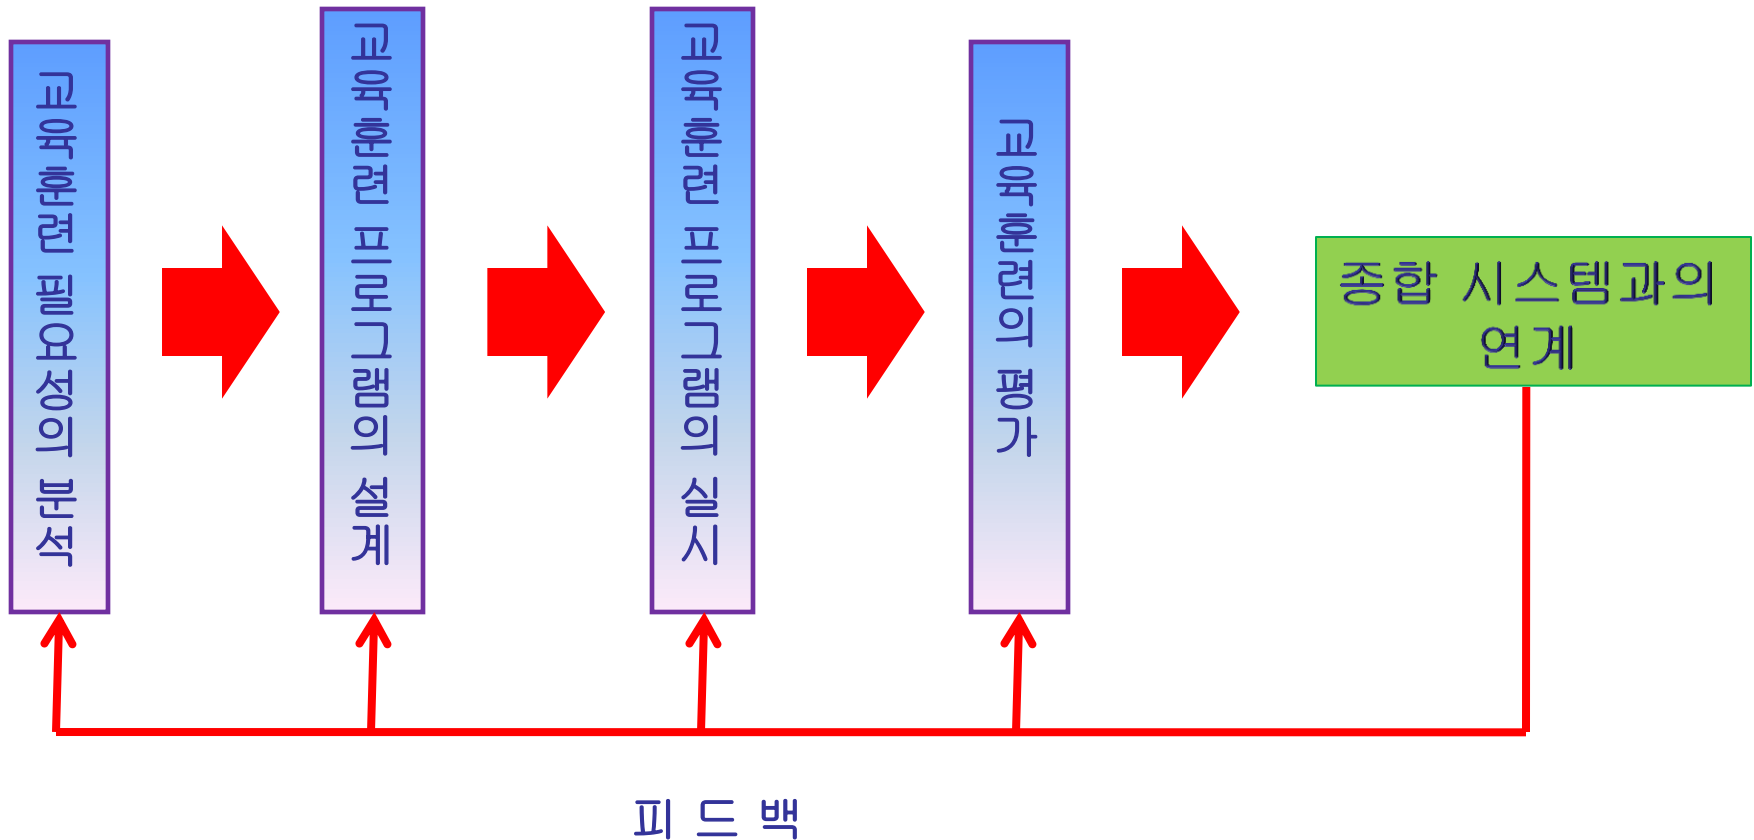 교육훈련 필요성의 분석
교육훈련 프로그램의 설계
교육훈련 프로그램의 실시
교육훈련의 평가
종합 시스템과의
연계
피 드 백